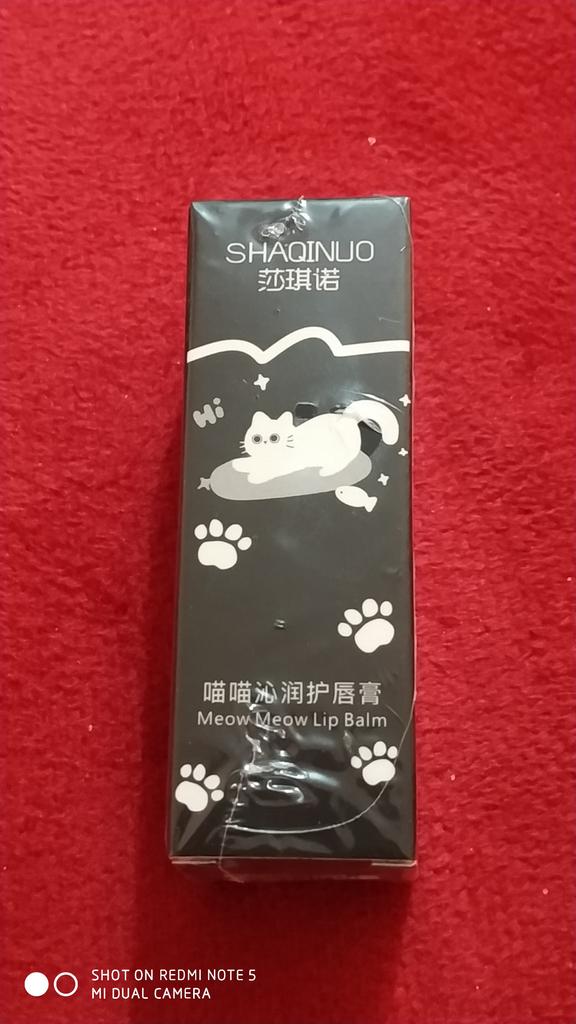 SHAQINUO
莎琪诺
Hi
喵喵沁润护唇膏
Meow Meow Lip Balm
SHOT ON REDMI NOTE 5
MI DUAL CAMERA